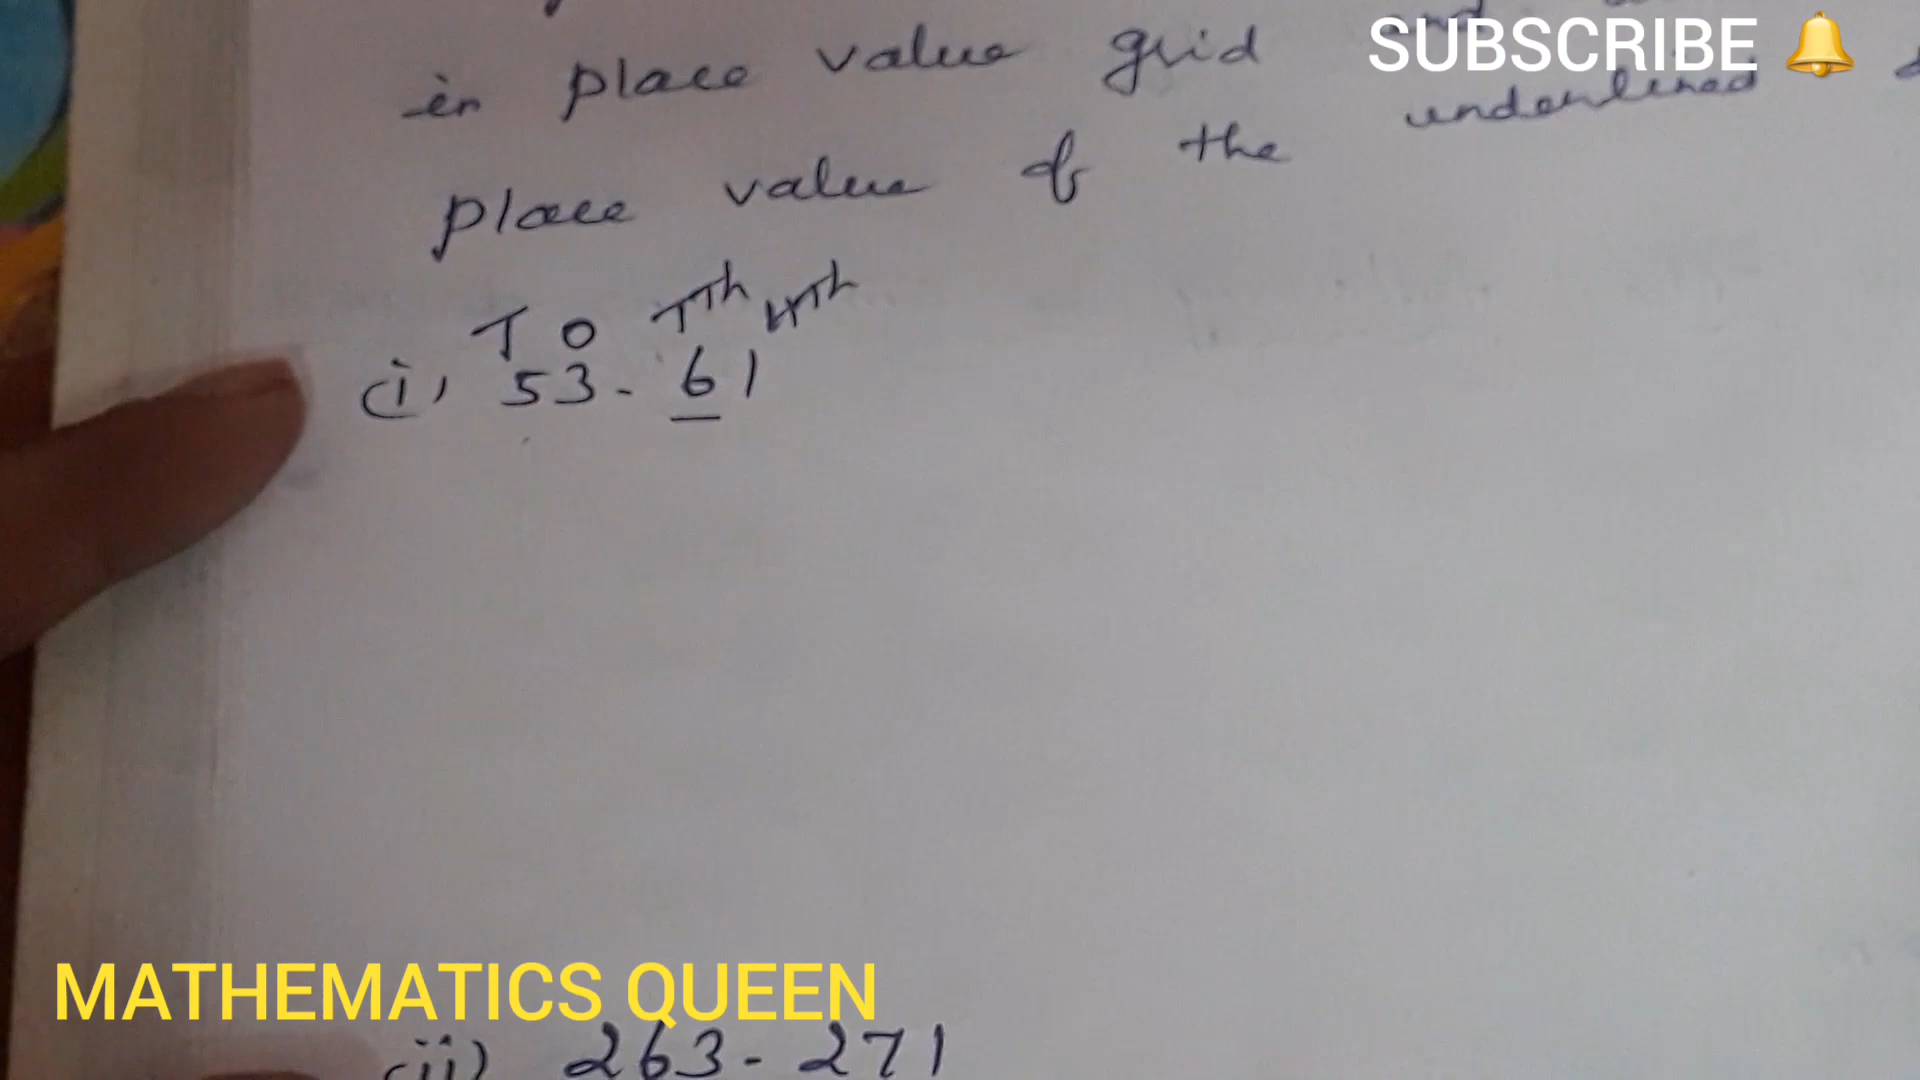 SUBSCRIBE 🔔
in place value grid
place value of the underlined
T O TTh HTh
(i) 53.61
MATHEMATICS QUEEN
(ii) 263.271